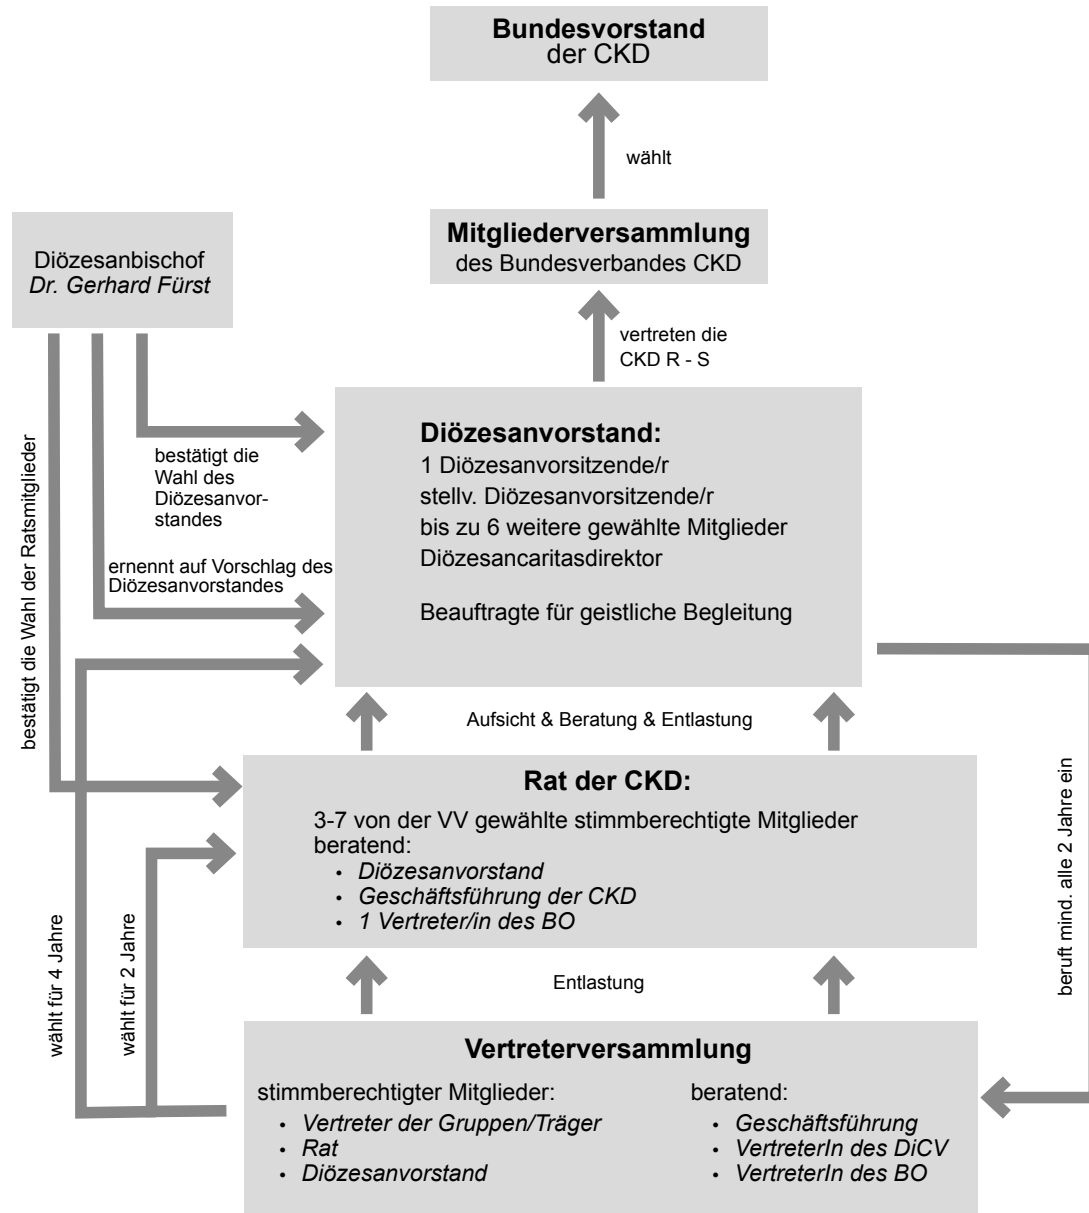 Bundesvorstand
der CKD
wählt
Mitgliederversammlung
des Bundesverbandes CKD
Diözesanbischof
Dr. Gerhard Fürst
vertreten die
CKD R - S
Diözesanvorstand:
1 Diözesanvorsitzende/r
stellv. Diözesanvorsitzende/r
bis zu 6 weitere gewählte Mitglieder
Diözesancaritasdirektor
Beauftragte für geistliche Begleitung
bestätigt die
Wahl des
Diözesanvor-
standes
ernennt auf Vorschlag des
Diözesanvorstandes
bestätigt die Wahl der Ratsmitglieder
Aufsicht & Beratung & Entlastung
Rat der CKD:
3-7 von der VV gewählte stimmberechtigte Mitglieder
beratend:
• Diözesanvorstand
• Geschäftsführung der CKD
• 1 Vertreter/in des BO
beruft mind. alle 2 Jahre ein
wählt für 4 Jahre
wählt für 2 Jahre
Entlastung
Vertreterversammlung
stimmberechtigter Mitglieder:
• Vertreter der Gruppen/Träger
• Rat
• Diözesanvorstand
beratend:
• Geschäftsführung
• VertreterIn des DiCV
• VertreterIn des BO